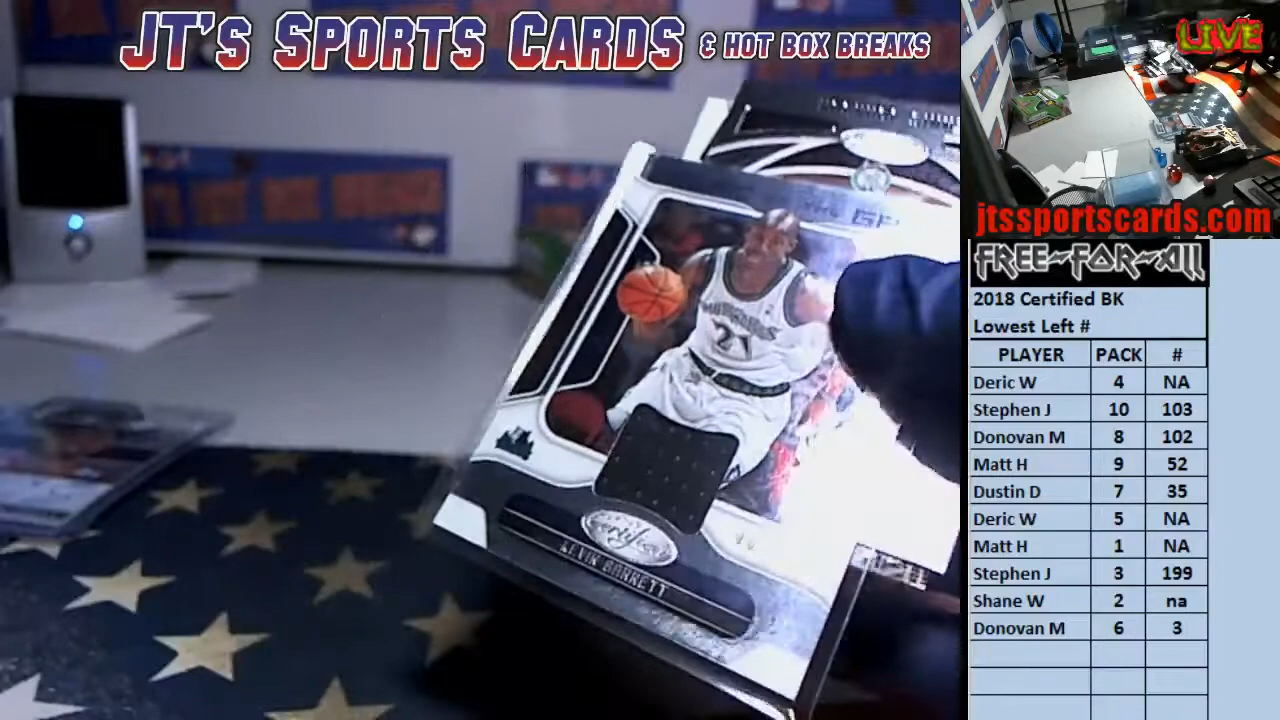 JT's Sports Cards & Hot Box Breaks
LIVE
jtssportscards.com
FREE-FOR-ALL
2018 Certified BK
Lowest Left #
PLAYER PACK #
Deric W 4 NA
Stephen J 10 103
Donovan M 8 102
Matt H 9 52
Dustin D 7 35
Deric W 5 NA
Matt H 1 NA
Stephen J 3 199
Shane W 2 na
Donovan M 6 3
21
certified
KEVIN GARNETT